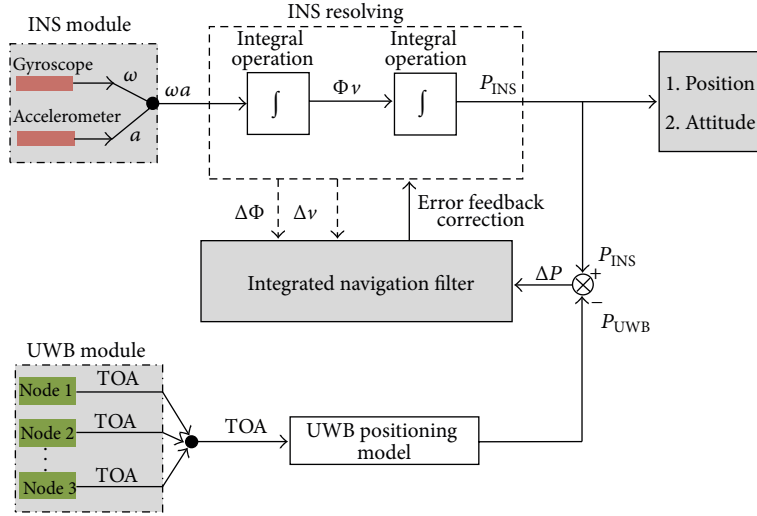 INS module
Gyroscope
ω
Accelerometer
a
ωa
INS resolving
Integral
operation
∫
Φv
Integral
operation
∫
P_INS
1. Position
2. Attitude
ΔΦ
Δv
Error feedback
correction
Integrated navigation filter
ΔP
P_INS
+
−
P_UWB
UWB module
Node 1
TOA
Node 2
TOA
⋮
Node 3
TOA
TOA
UWB positioning
model